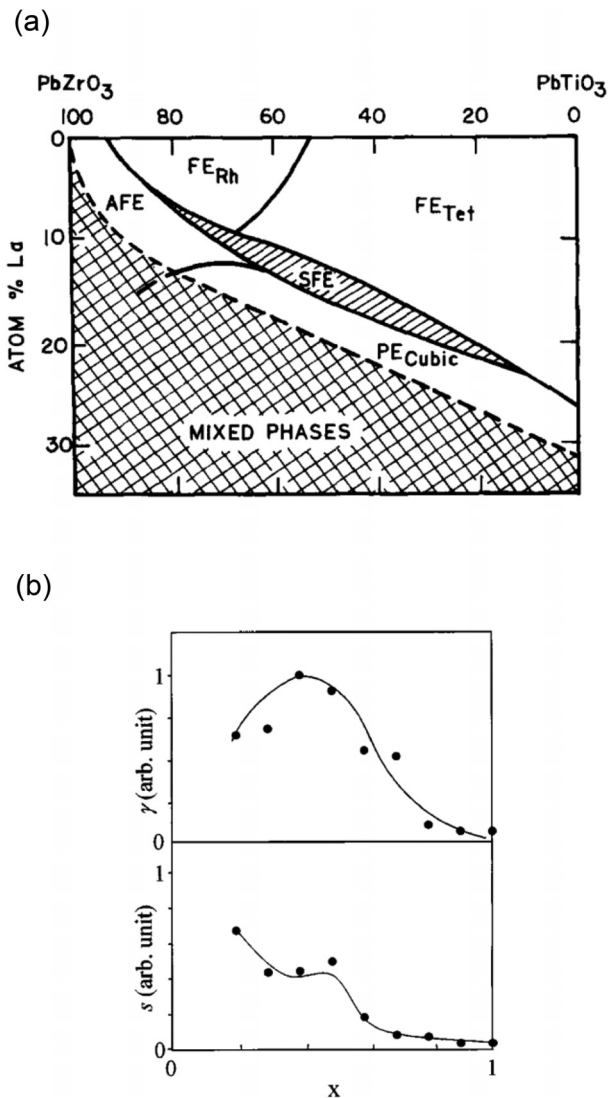 (a)
PbZrO3 PbTiO3
100 80 60 40 20 0
0
10
20
30
ATOM % La
FERh
AFE
FETet
SFE
PECubic
MIXED PHASES
(b)
1
0
γ (arb. unit)
1
0
s (arb. unit)
0 1
x